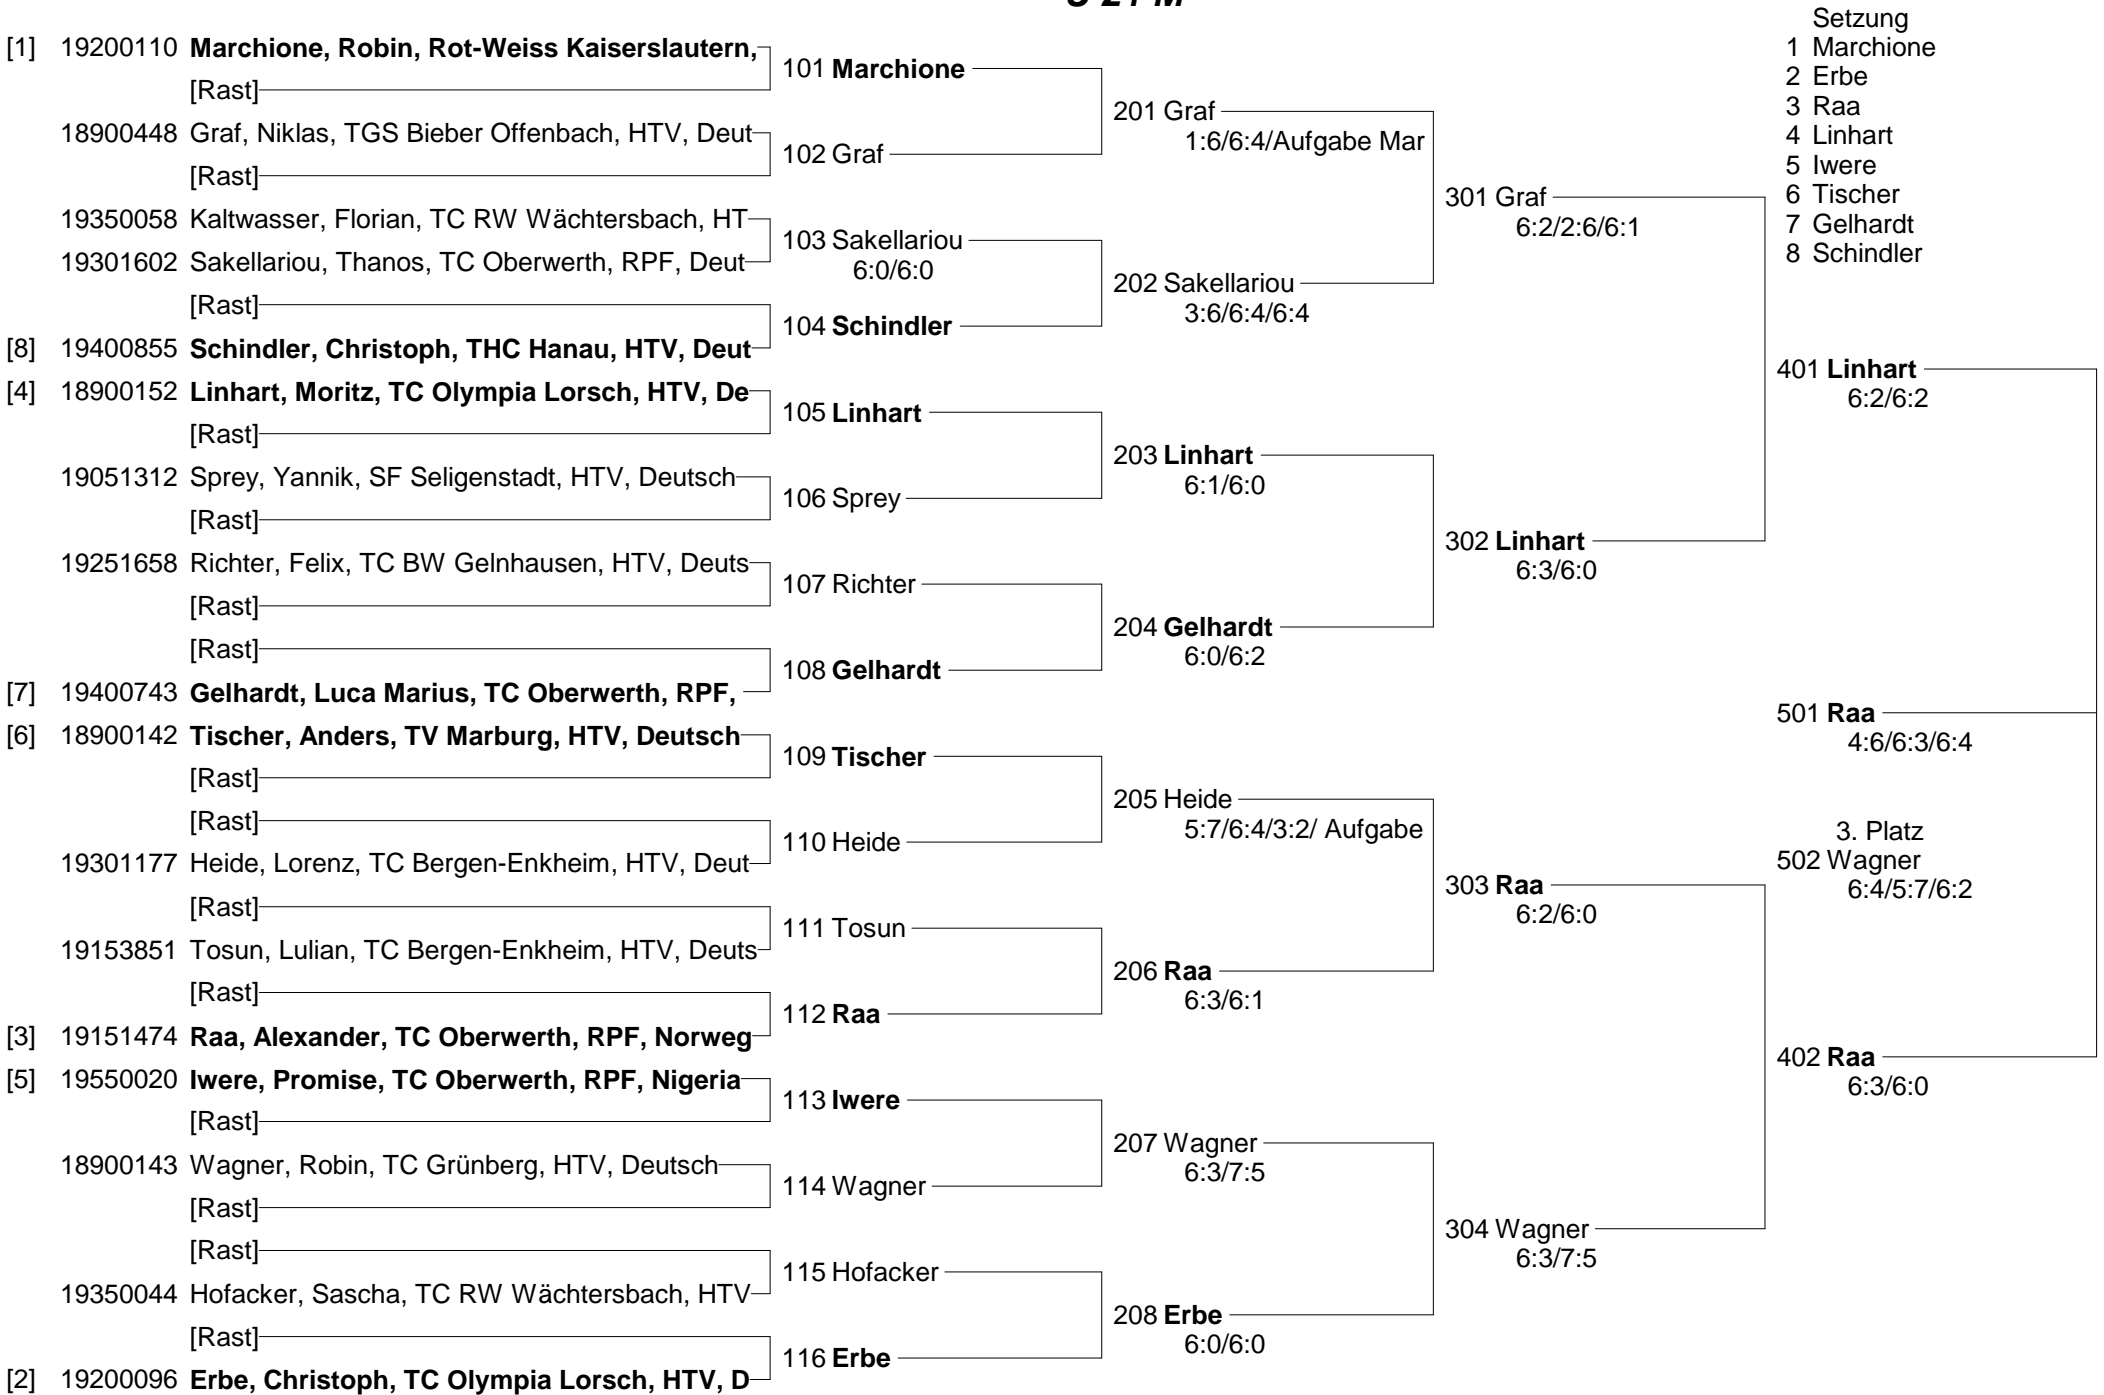 Setzung
1 Marchione
2 Erbe
3 Raa
4 Linhart
5 Iwere
6 Tischer
7 Gelhardt
8 Schindler
[1] 19200110 Marchione, Robin, Rot-Weiss Kaiserslautern,
[Rast]
18900448 Graf, Niklas, TGS Bieber Offenbach, HTV, Deut
[Rast]
19350058 Kaltwasser, Florian, TC RW Wächtersbach, HT
19301602 Sakellariou, Thanos, TC Oberwerth, RPF, Deut
[Rast]
[8] 19400855 Schindler, Christoph, THC Hanau, HTV, Deut
[4] 18900152 Linhart, Moritz, TC Olympia Lorsch, HTV, De
[Rast]
19051312 Sprey, Yannik, SF Seligenstadt, HTV, Deutsch
[Rast]
19251658 Richter, Felix, TC BW Gelnhausen, HTV, Deuts
[Rast]
[Rast]
[7] 19400743 Gelhardt, Luca Marius, TC Oberwerth, RPF,
[6] 18900142 Tischer, Anders, TV Marburg, HTV, Deutsch
[Rast]
[Rast]
19301177 Heide, Lorenz, TC Bergen-Enkheim, HTV, Deut
[Rast]
19153851 Tosun, Lulian, TC Bergen-Enkheim, HTV, Deuts
[Rast]
[3] 19151474 Raa, Alexander, TC Oberwerth, RPF, Norweg
[5] 19550020 Iwere, Promise, TC Oberwerth, RPF, Nigeria
[Rast]
18900143 Wagner, Robin, TC Grünberg, HTV, Deutsch
[Rast]
[Rast]
19350044 Hofacker, Sascha, TC RW Wächtersbach, HTV
[Rast]
[2] 19200096 Erbe, Christoph, TC Olympia Lorsch, HTV, D
101 Marchione
102 Graf
103 Sakellariou
6:0/6:0
104 Schindler
105 Linhart
106 Sprey
107 Richter
108 Gelhardt
109 Tischer
110 Heide
111 Tosun
112 Raa
113 Iwere
114 Wagner
115 Hofacker
116 Erbe
201 Graf
1:6/6:4/Aufgabe Mar
202 Sakellariou
3:6/6:4/6:4
203 Linhart
6:1/6:0
204 Gelhardt
6:0/6:2
205 Heide
5:7/6:4/3:2/ Aufgabe
206 Raa
6:3/6:1
207 Wagner
6:3/7:5
208 Erbe
6:0/6:0
301 Graf
6:2/2:6/6:1
302 Linhart
6:3/6:0
303 Raa
6:2/6:0
304 Wagner
6:3/7:5
401 Linhart
6:2/6:2
501 Raa
4:6/6:3/6:4
3. Platz
502 Wagner
6:4/5:7/6:2
402 Raa
6:3/6:0